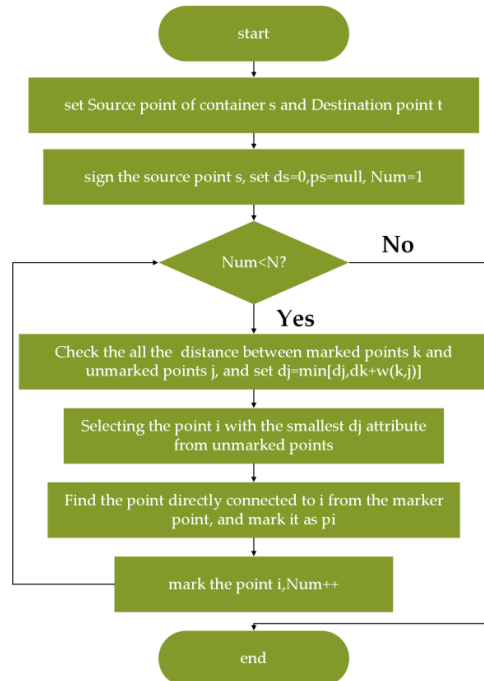 start
set Source point of container s and Destination point t
sign the source point s, set ds=0,ps=null, Num=1
No
Num<N?
Yes
Check the all the distance between marked points k and
unmarked points j, and set dj=min[dj,dk+w(k,j)]
Selecting the point i with the smallest dj attribute
from unmarked points
Find the point directly connected to i from the marker
point, and mark it as pi
mark the point i,Num++
end